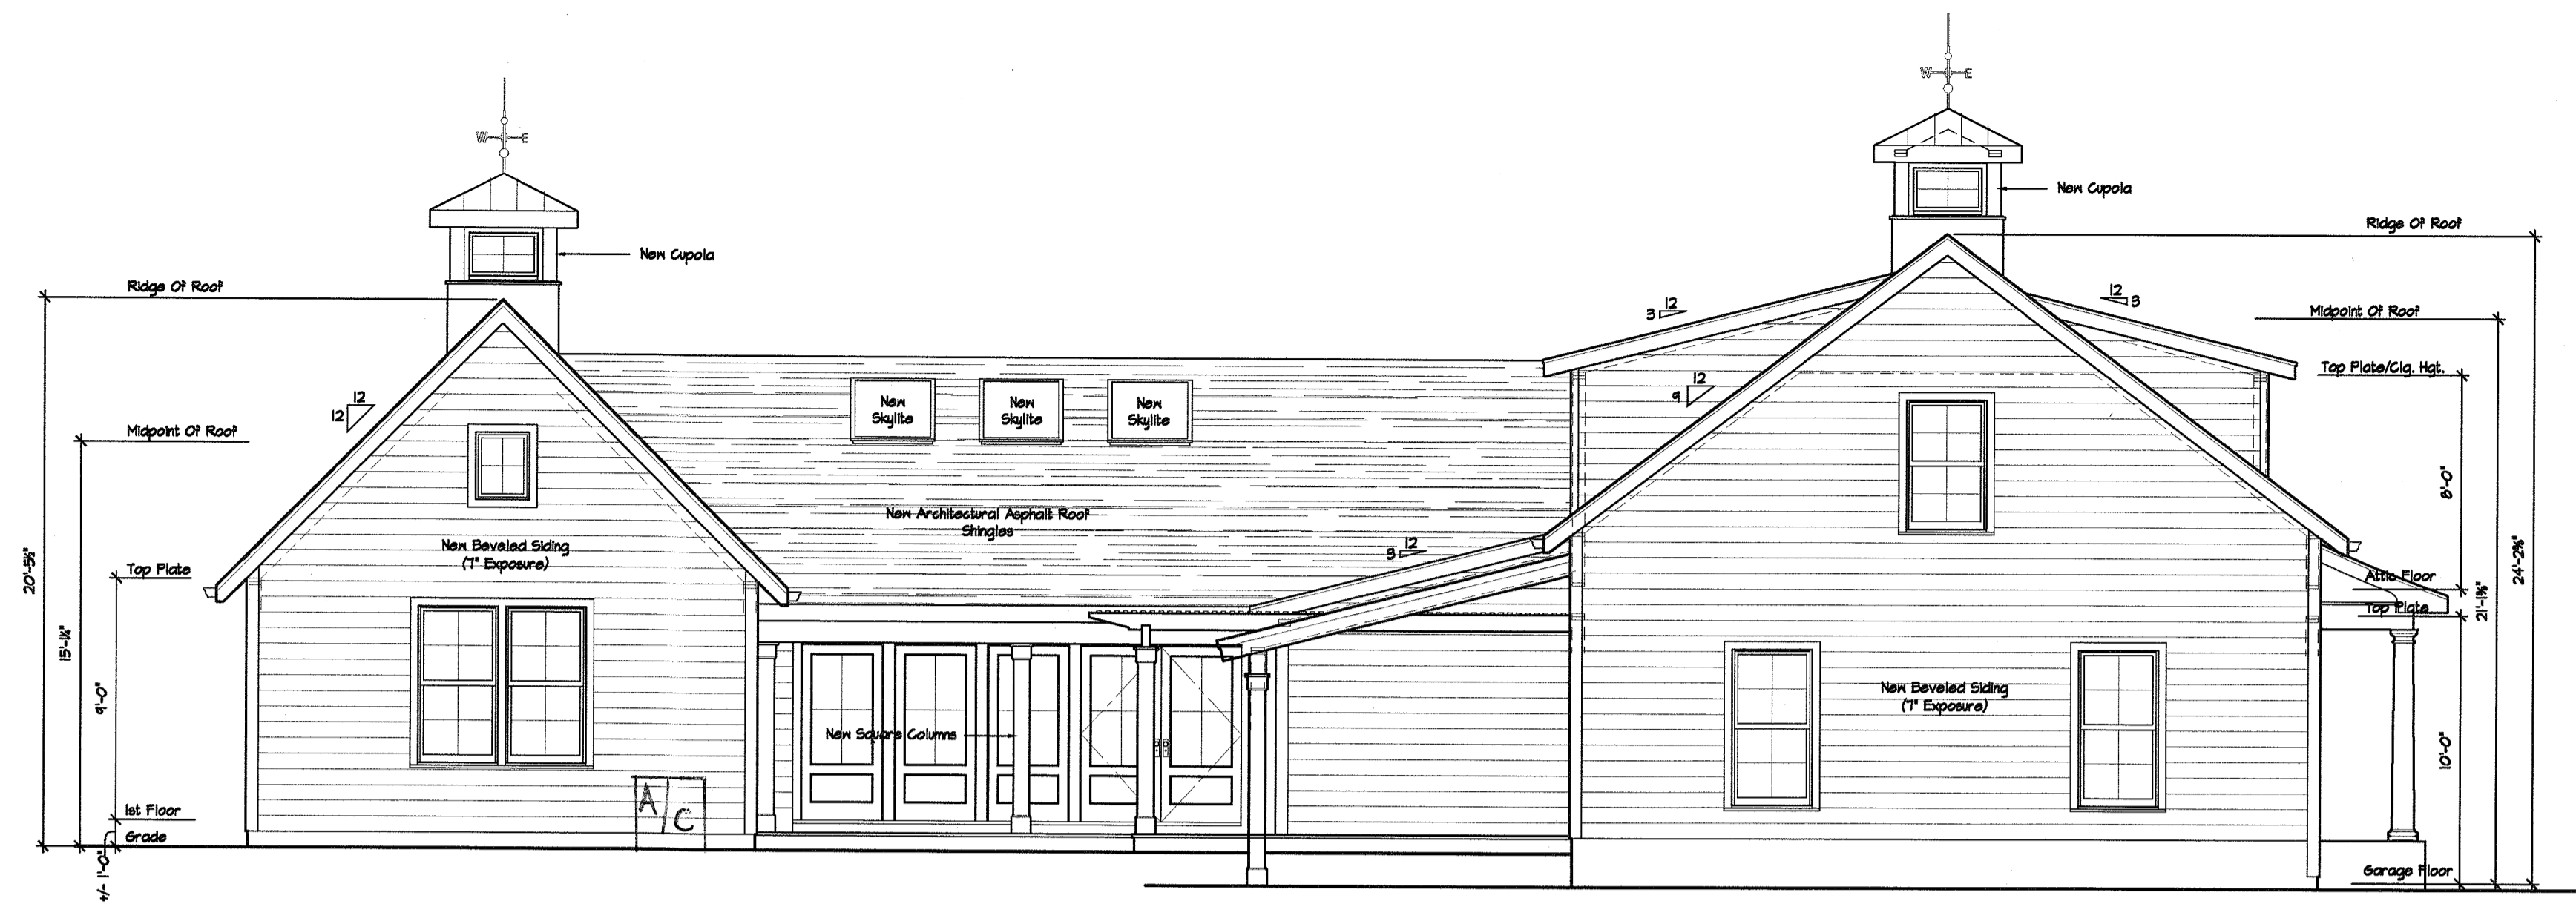 W E
W E
New Cupola
New Cupola
Ridge Of Roof
Ridge Of Roof
12
3
12
3
Midpoint Of Roof
Top Plate/Clg. Hgt.
12
9
12
12
New
Skylite
New
Skylite
New
Skylite
Midpoint Of Roof
8'-0"
New Architectural Asphalt Roof
Shingles
New Beveled Siding
(7" Exposure)
12
3
20'-5½"
Top Plate
Attic Floor
Top Plate
24'-2⅜"
21'-1⅜"
15'-1¼"
9'-0"
New Beveled Siding
(7" Exposure)
New Square Columns
10'-0"
A/C
1st Floor
Grade
+/- 1'-0"
Garage Floor